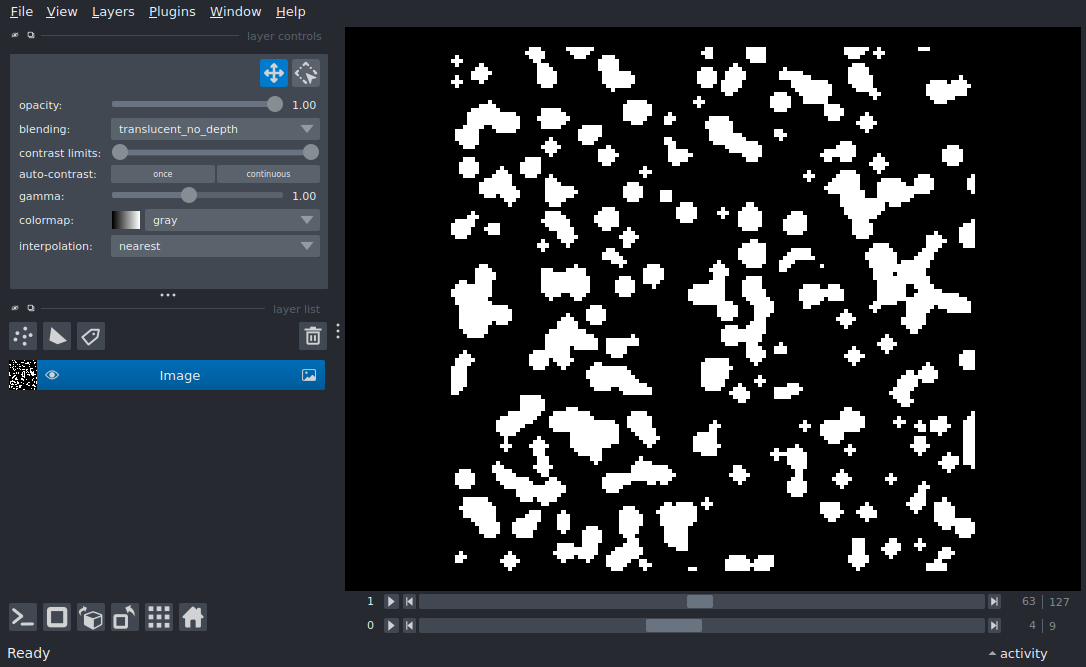 File View Layers Plugins Window Help
layer controls
opacity: 1.00
blending: translucent_no_depth
contrast limits:
auto-contrast: once continuous
gamma: 1.00
colormap: gray
interpolation: nearest
layer list
Image
1 63 127
0 4 9
Ready activity